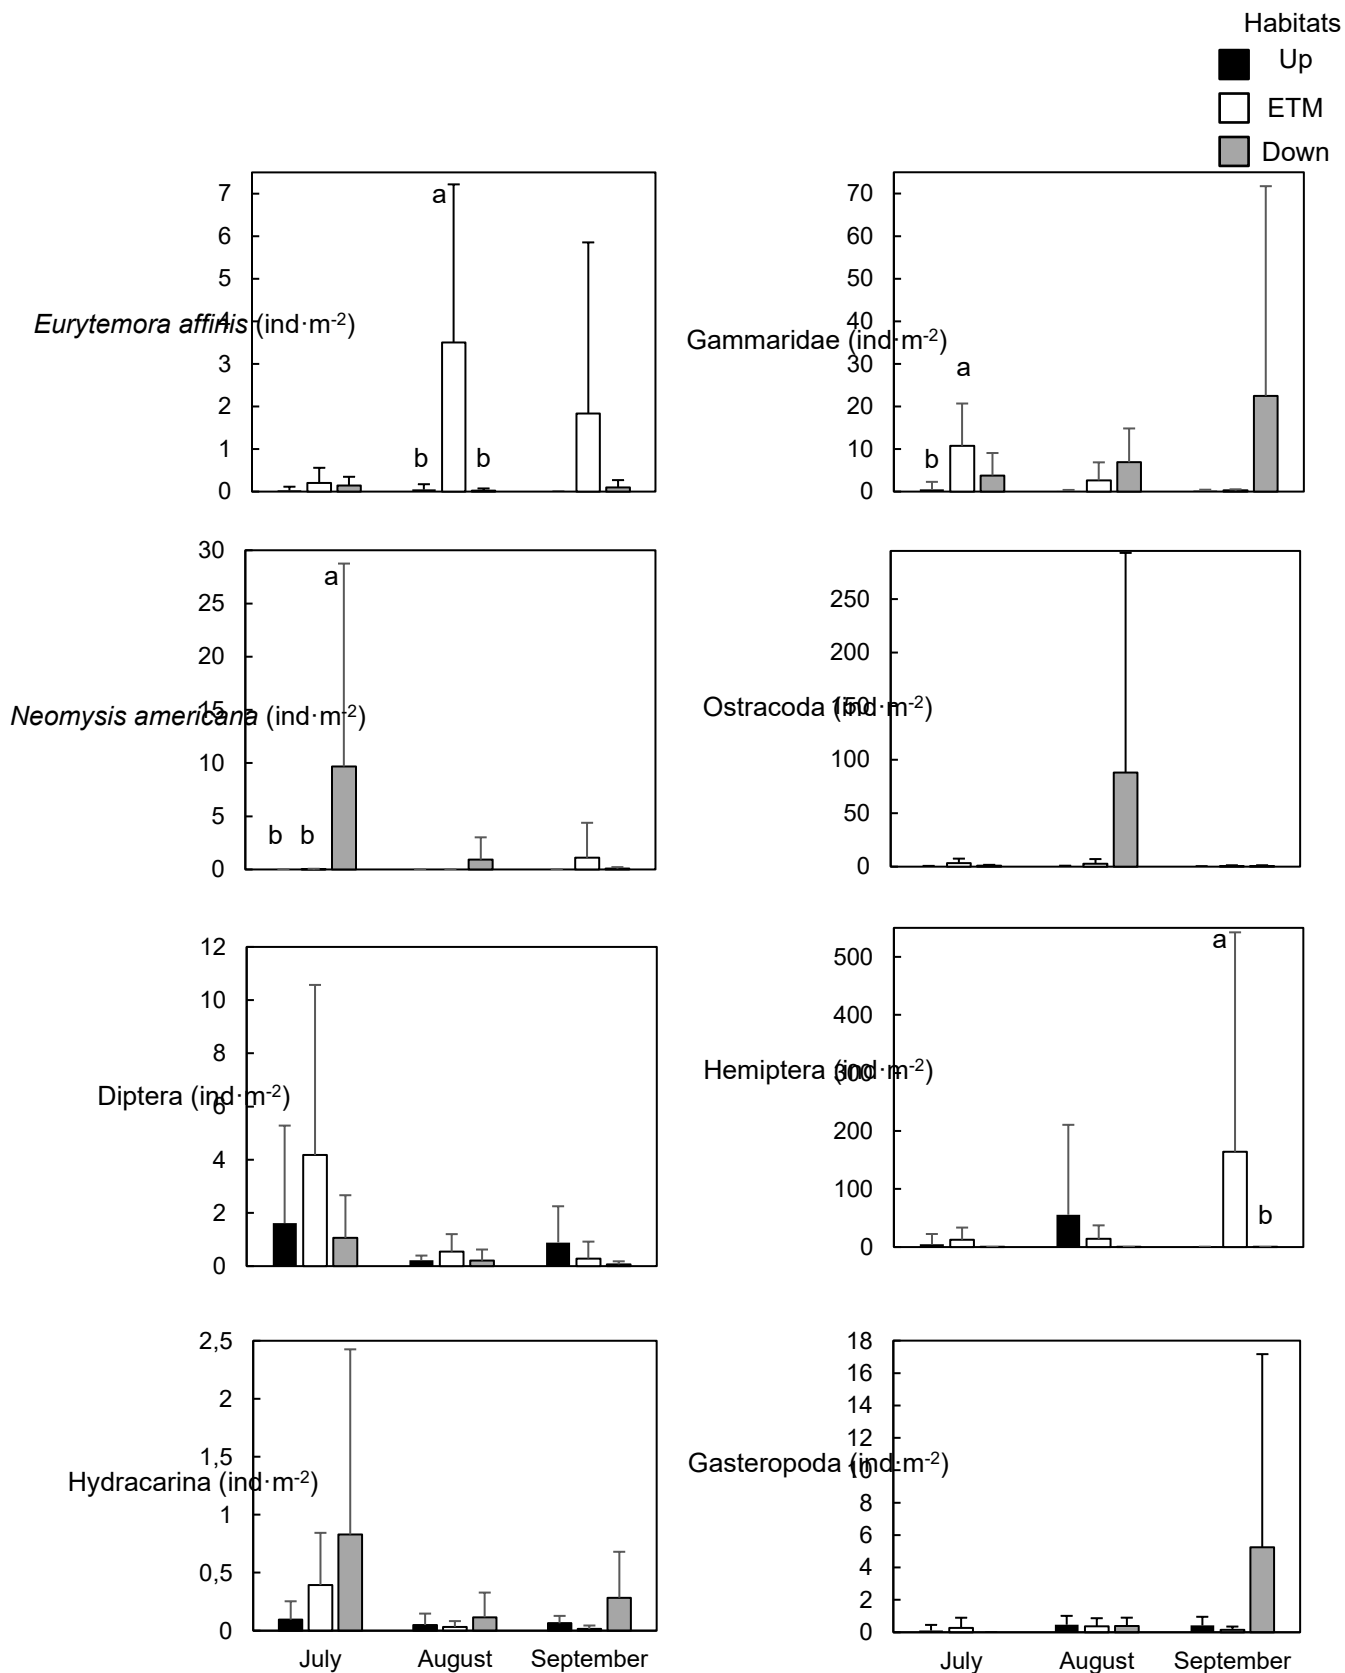 Habitats
Up
ETM
Down
7
6
5
4
3
2
1
0
Eurytemora affinis (ind·m-2)
a
b
b
70
60
50
40
30
20
10
0
Gammaridae (ind·m-2)
a
b
30
25
20
15
10
5
0
Neomysis americana (ind·m-2)
a
b
b
250
200
150
100
50
0
Ostracoda (ind·m-2)
12
10
8
6
4
2
0
Diptera (ind·m-2)
500
400
300
200
100
0
Hemiptera (ind·m-2)
a
b
2,5
2
1,5
1
0,5
0
Hydracarina (ind·m-2)
July August September
18
16
14
12
10
8
6
4
2
0
Gasteropoda (ind·m-2)
July August September